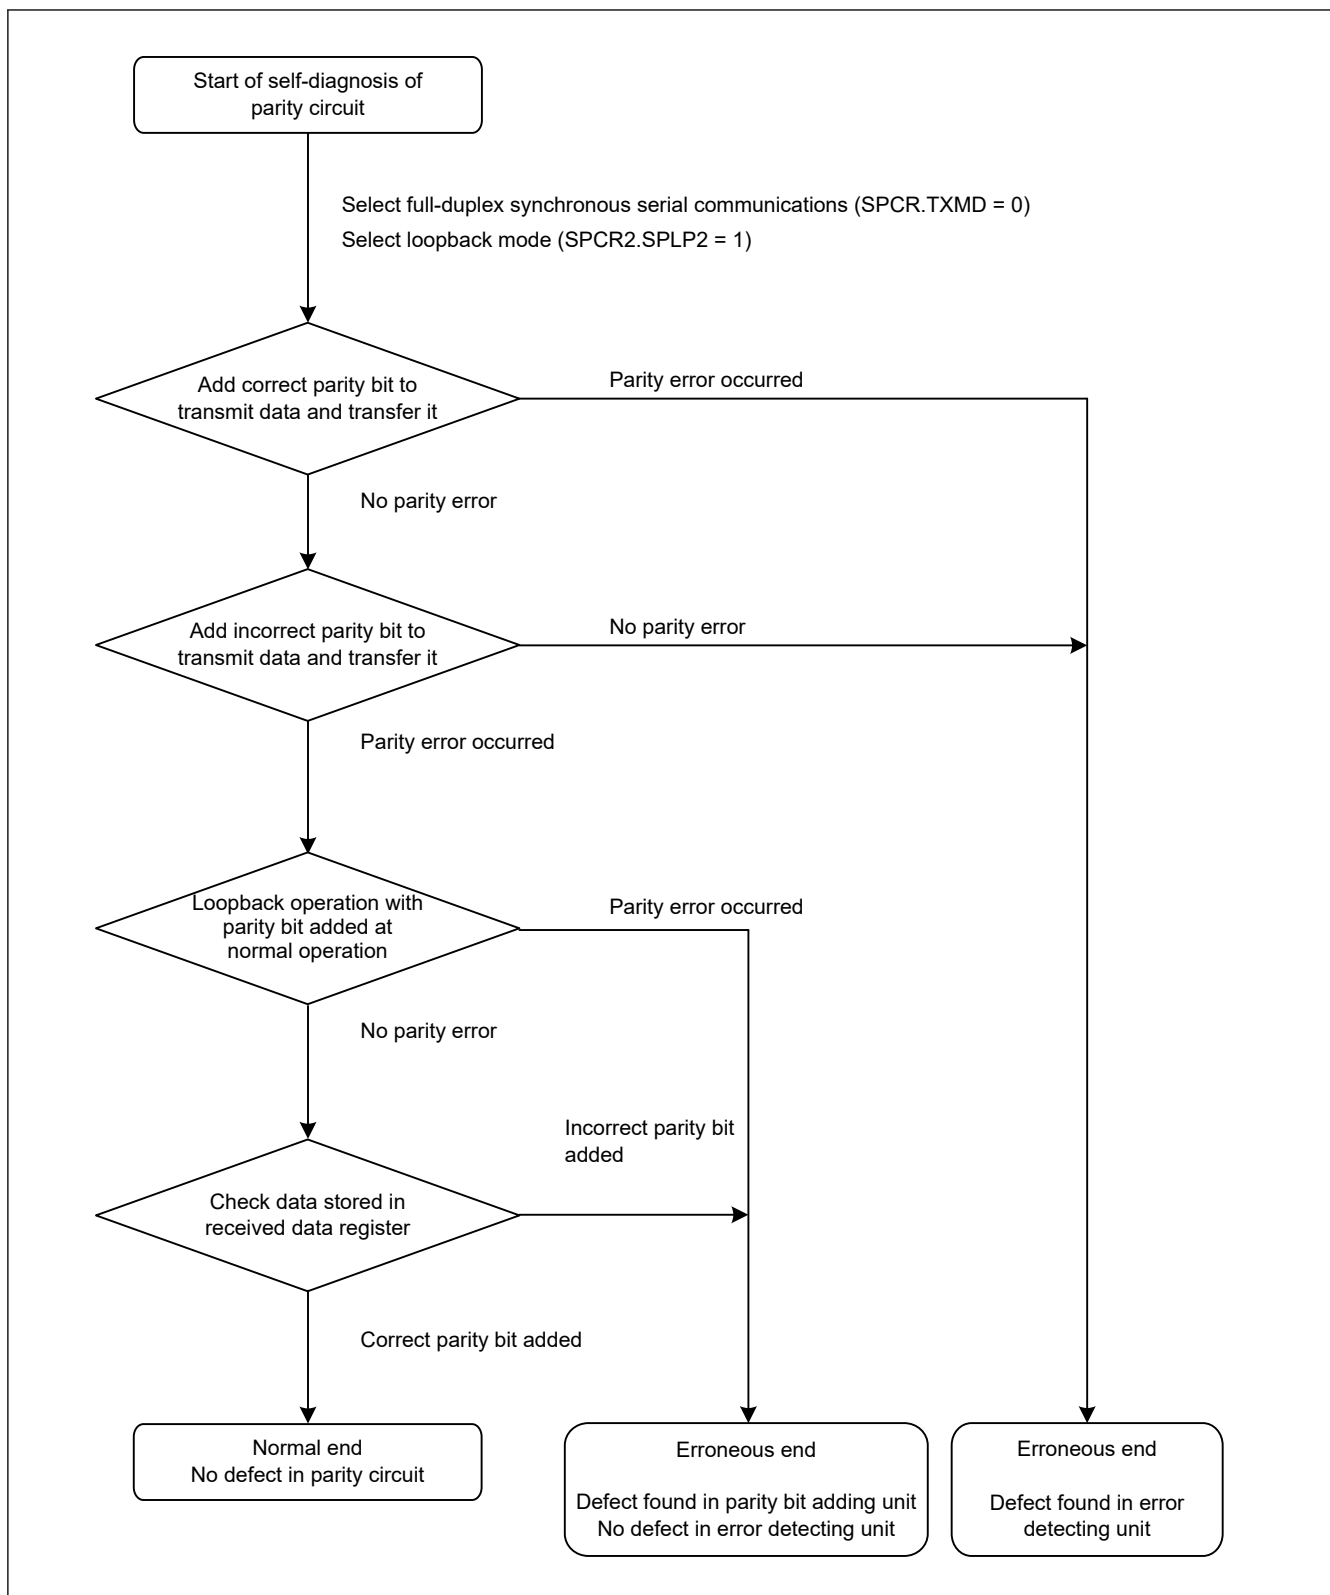 Start of self-diagnosis of
parity circuit
Select full-duplex synchronous serial communications (SPCR.TXMD = 0)
Select loopback mode (SPCR2.SPLP2 = 1)
Add correct parity bit to
transmit data and transfer it
Parity error occurred
No parity error
Add incorrect parity bit to
transmit data and transfer it
No parity error
Parity error occurred
Loopback operation with
parity bit added at
normal operation
Parity error occurred
No parity error
Incorrect parity bit
added
Check data stored in
received data register
Correct parity bit added
Normal end
No defect in parity circuit
Erroneous end
Defect found in parity bit adding unit
No defect in error detecting unit
Erroneous end
Defect found in error
detecting unit